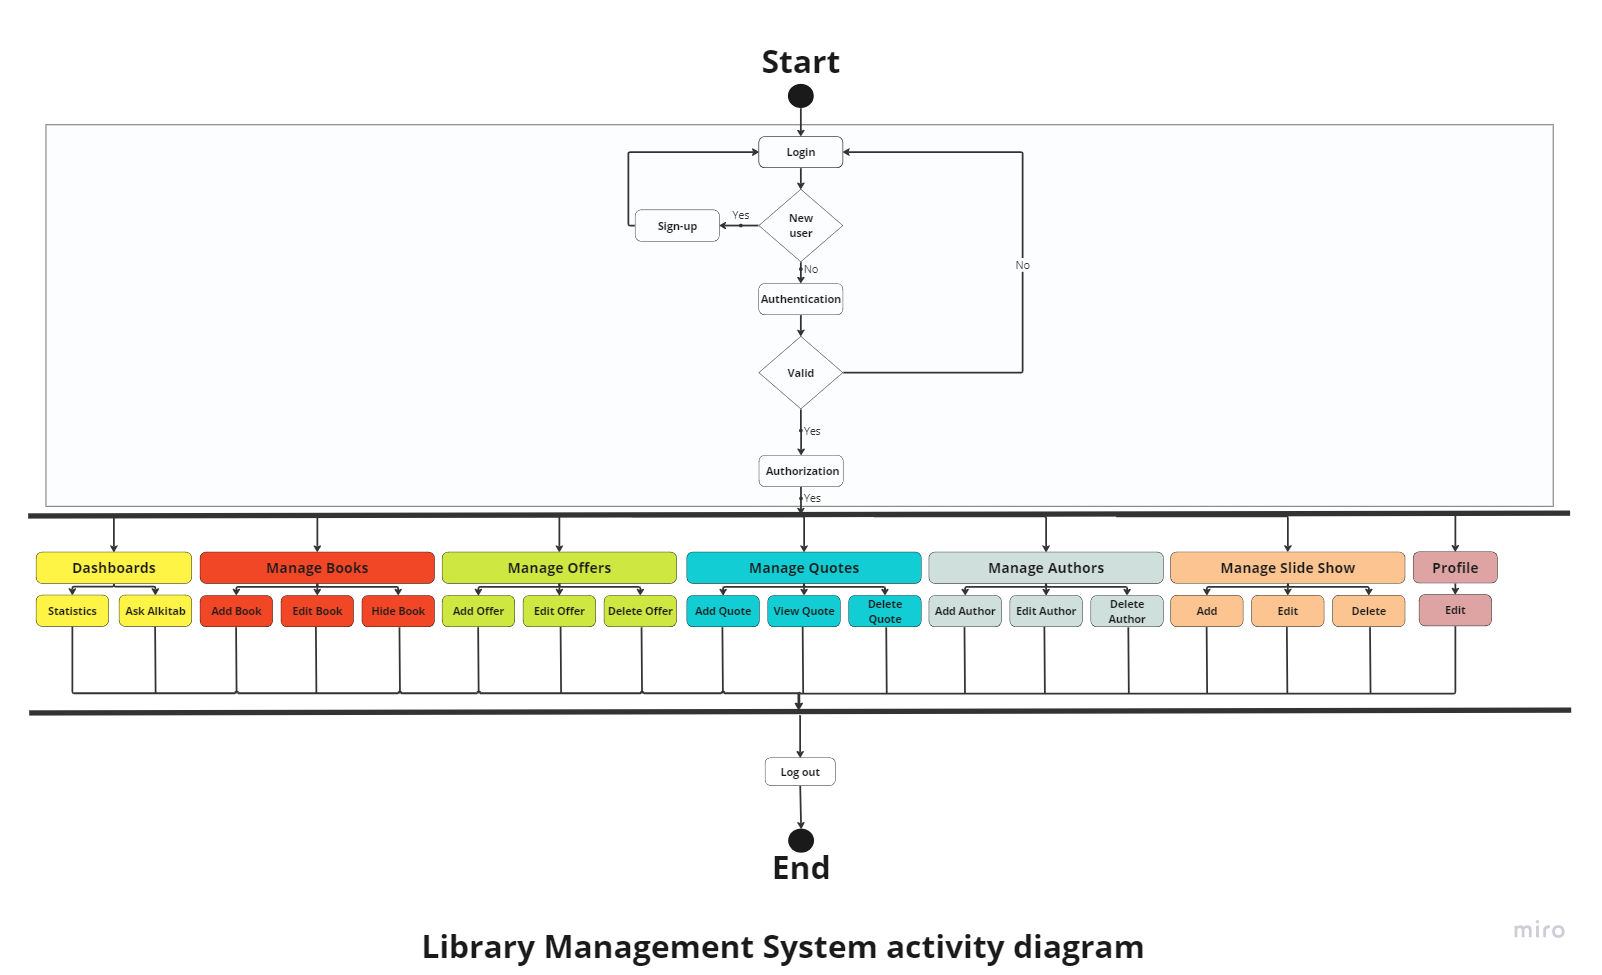 Start
Login
New
user
Yes
Sign-up
No
No
Authentication
Valid
Yes
Authorization
Yes
Dashboards
Manage Books
Manage Offers
Manage Quotes
Manage Authors
Manage Slide Show
Profile
Statistics
Ask Alkitab
Add Book
Edit Book
Hide Book
Add Offer
Edit Offer
Delete Offer
Add Quote
View Quote
Delete
Quote
Add Author
Edit Author
Delete
Author
Add
Edit
Delete
Edit
Log out
End
Library Management System activity diagram
miro